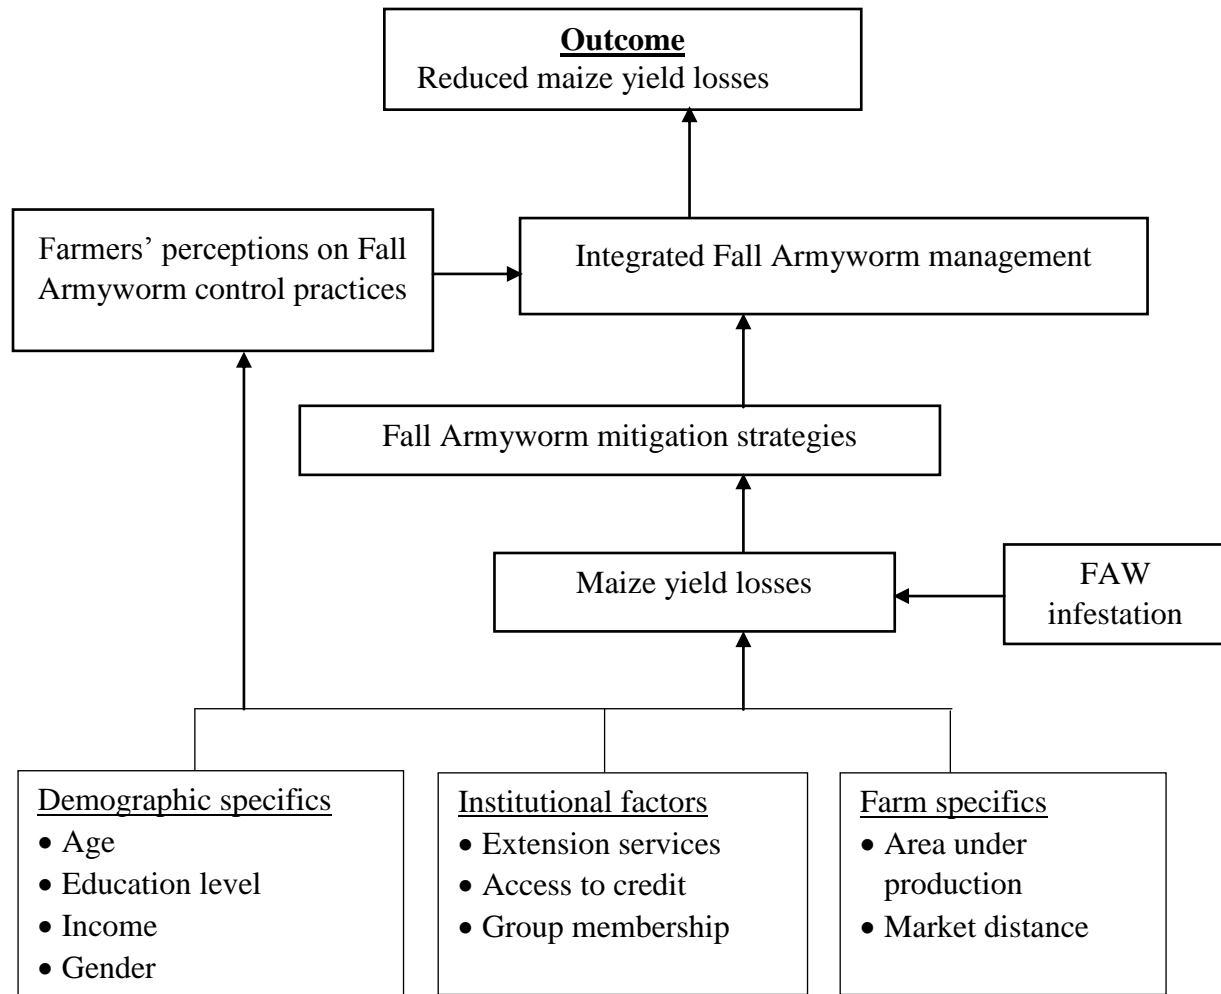 Outcome
Reduced maize yield losses
Farmers’ perceptions on Fall
Armyworm control practices
Integrated Fall Armyworm management
Fall Armyworm mitigation strategies
Maize yield losses
FAW
infestation
Demographic specifics
• Age
• Education level
• Income
• Gender
Institutional factors
• Extension services
• Access to credit
• Group membership
Farm specifics
• Area under
production
• Market distance